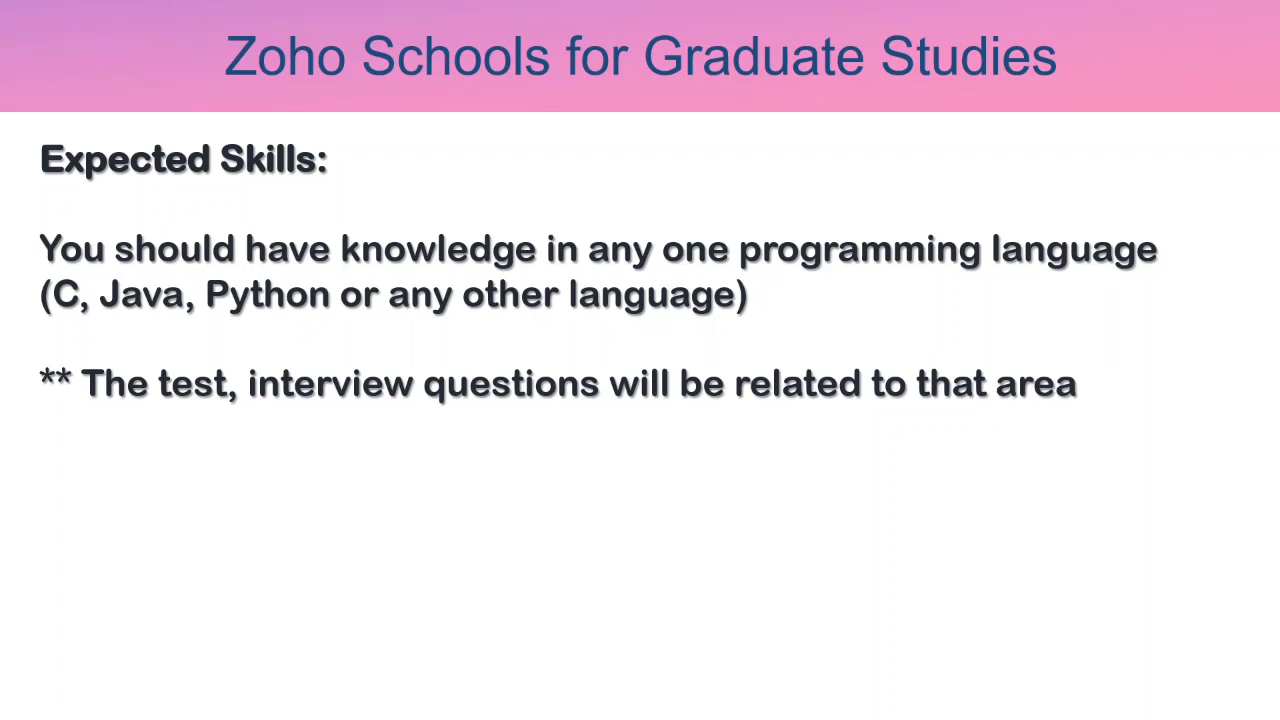 Zoho Schools for Graduate Studies
Expected Skills:
You should have knowledge in any one programming language
(C, Java, Python or any other language)
** The test, interview questions will be related to that area